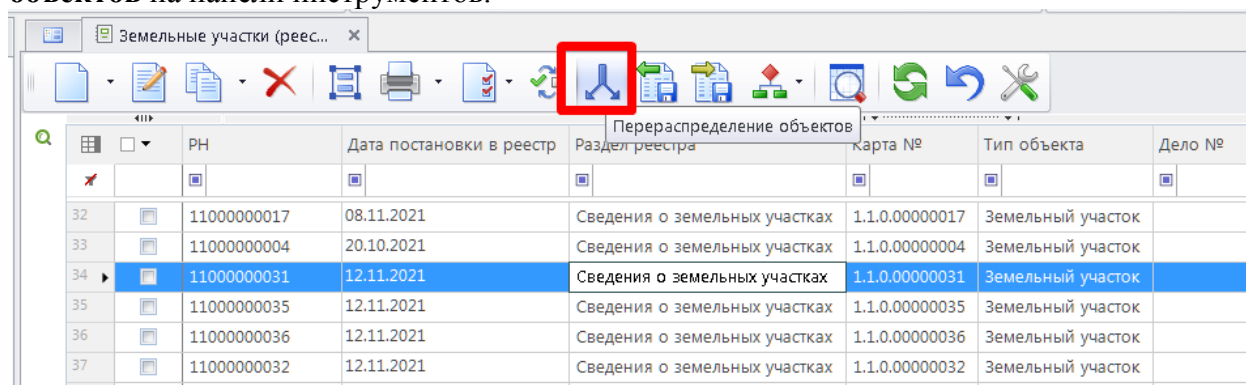 объектов на панели инструментов.
Земельные участки (реес...
Перераспределение объектов
РН Дата постановки в реестр Раздел реестра Карта № Тип объекта Дело №
32 11000000017 08.11.2021 Сведения о земельных участках 1.1.0.00000017 Земельный участок
33 11000000004 20.10.2021 Сведения о земельных участках 1.1.0.00000004 Земельный участок
34 11000000031 12.11.2021 Сведения о земельных участках 1.1.0.00000031 Земельный участок
35 11000000035 12.11.2021 Сведения о земельных участках 1.1.0.00000035 Земельный участок
36 11000000036 12.11.2021 Сведения о земельных участках 1.1.0.00000036 Земельный участок
37 11000000032 12.11.2021 Сведения о земельных участках 1.1.0.00000032 Земельный участок